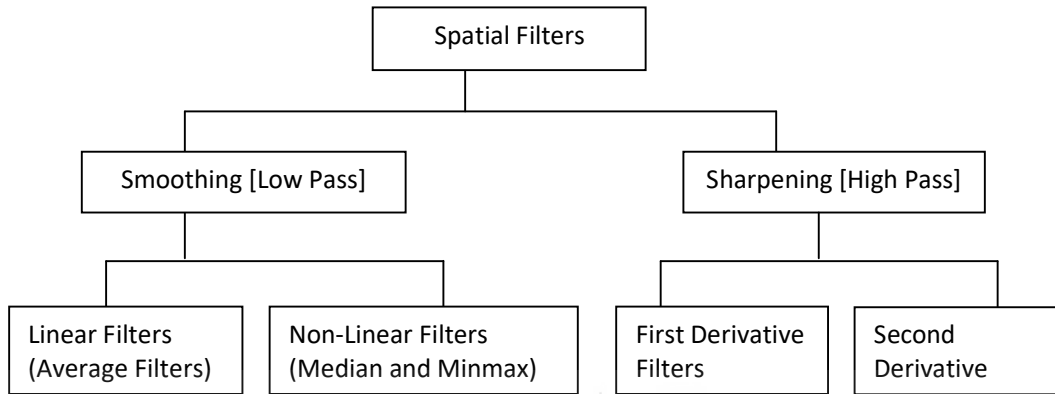 Spatial Filters
Smoothing [Low Pass]
Sharpening [High Pass]
Linear Filters
(Average Filters)
Non-Linear Filters
(Median and Minmax)
First Derivative
Filters
Second
Derivative